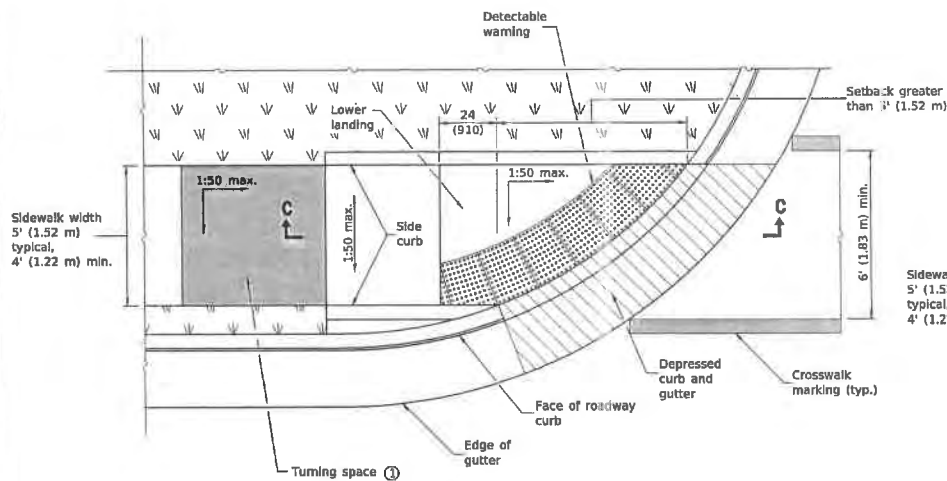 Detectable
warning
Setback greater
than 5' (1.52 m)
Lower
landing
24
(910)
1:50 max.
1:50 max.
Sidewalk width
5' (1.52 m)
typical,
4' (1.22 m) min.
C
1:50 max.
Side
curb
C
6' (1.83 m) min.
Depressed
curb and
gutter
Crosswalk
marking (typ.)
Face of roadway
curb
Edge of
gutter
Turning space ①